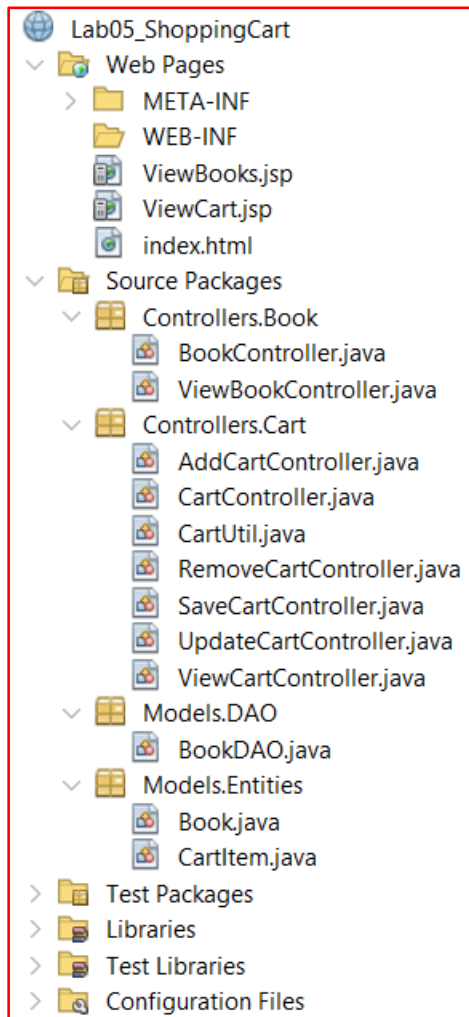 Lab05_ShoppingCart
Web Pages
META-INF
WEB-INF
ViewBooks.jsp
ViewCart.jsp
index.html
Source Packages
Controllers.Book
BookController.java
ViewBookController.java
Controllers.Cart
AddCartController.java
CartController.java
CartUtil.java
RemoveCartController.java
SaveCartController.java
UpdateCartController.java
ViewCartController.java
Models.DAO
BookDAO.java
Models.Entities
Book.java
CartItem.java
Test Packages
Libraries
Test Libraries
Configuration Files